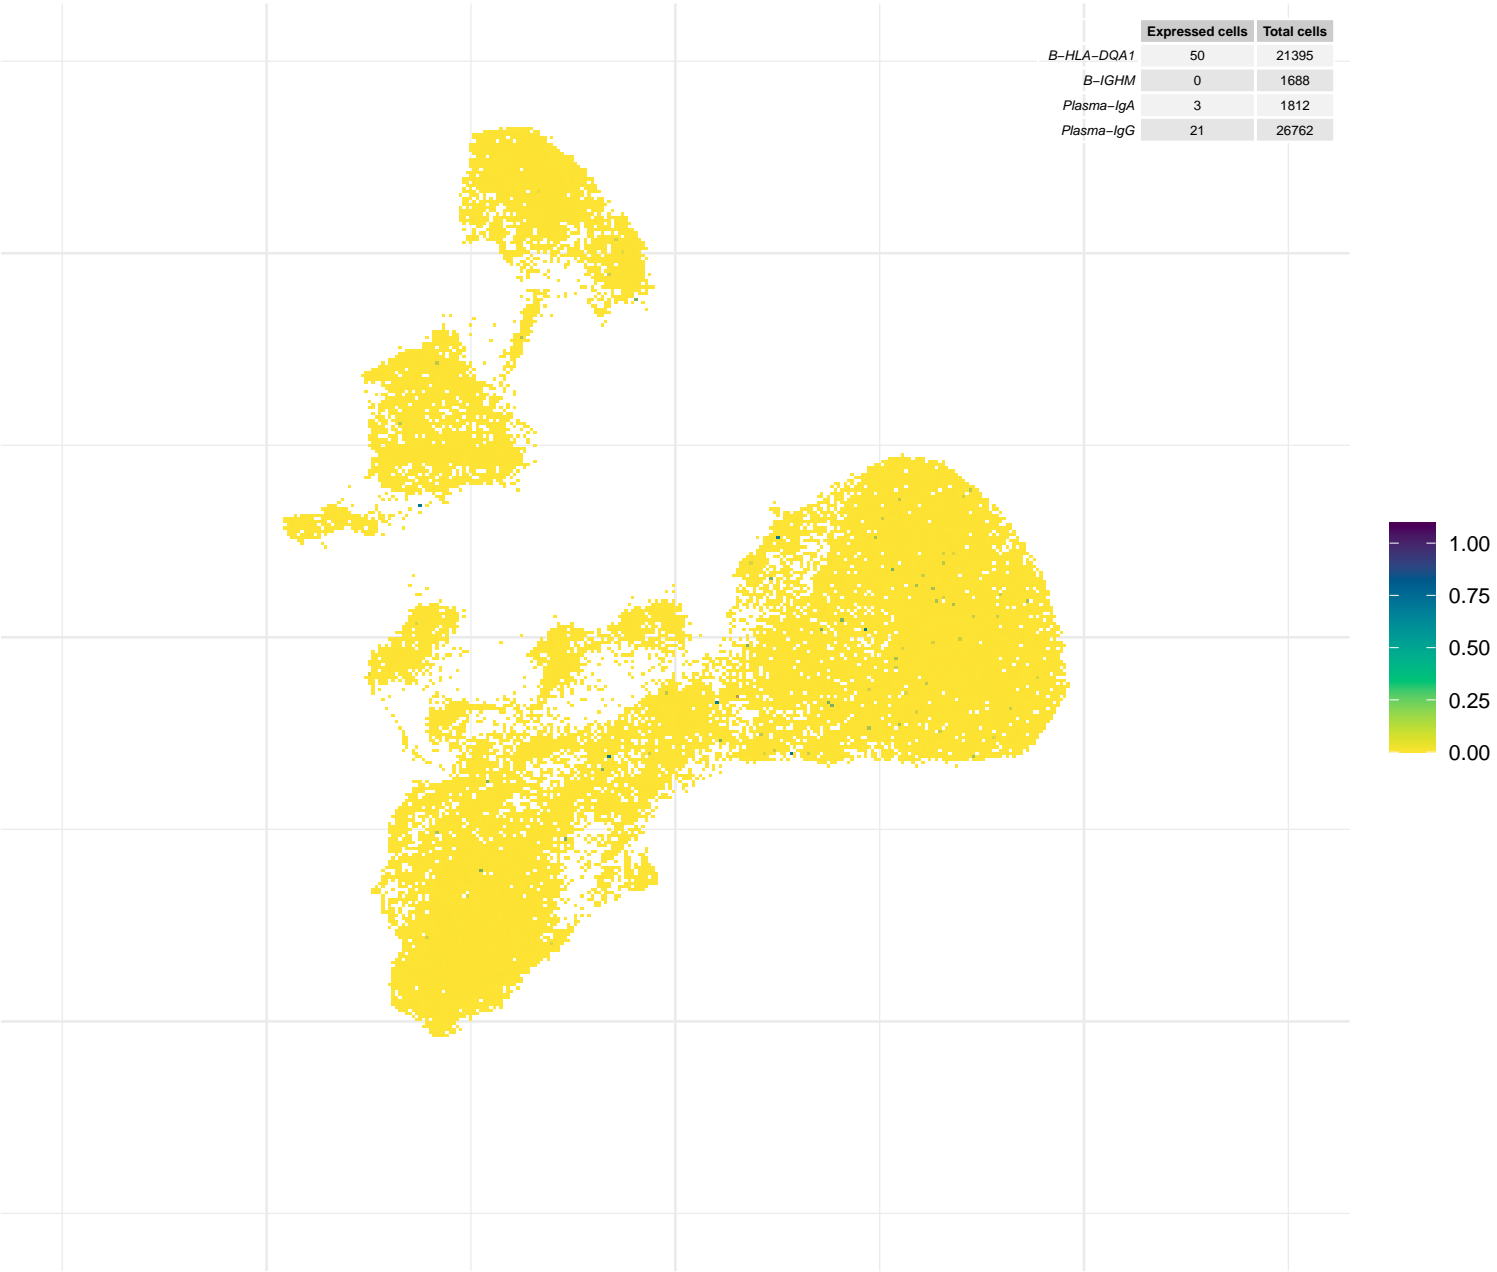 Expressed cells Total cells
B−HLA−DQA1 50 21395
B−IGHM 0 1688
Plasma−IgA 3 1812
Plasma−IgG 21 26762
1.00
0.75
0.50
0.25
0.00